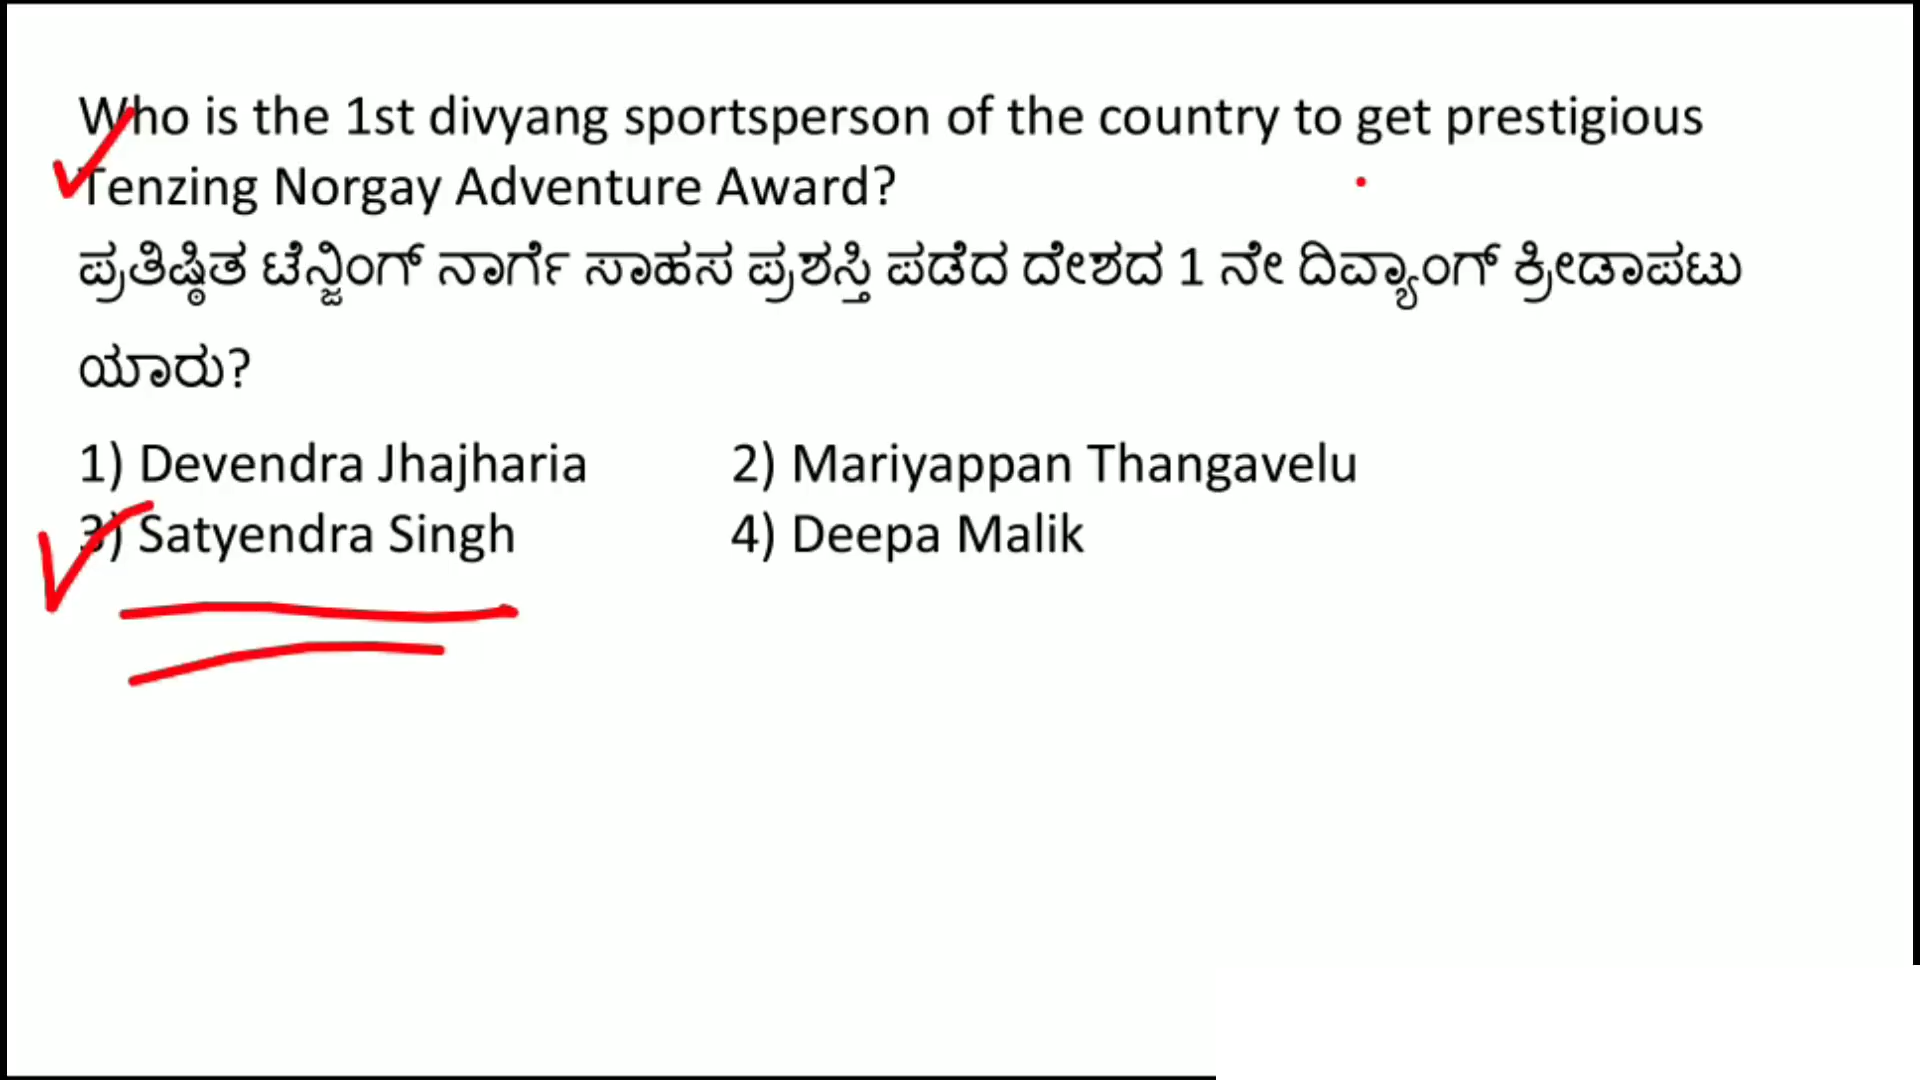 Who is the 1st divyang sportsperson of the country to get prestigious
Tenzing Norgay Adventure Award?
ಪ್ರತಿಷ್ಠಿತ ಟೆನ್ಜಿಂಗ್ ನಾರ್ಗೆ ಸಾಹಸ ಪ್ರಶಸ್ತಿ ಪಡೆದ ದೇಶದ 1 ನೇ ದಿವ್ಯಾಂಗ್ ಕ್ರೀಡಾಪಟು
ಯಾರು?
1) Devendra Jhajharia 2) Mariyappan Thangavelu
3) Satyendra Singh 4) Deepa Malik